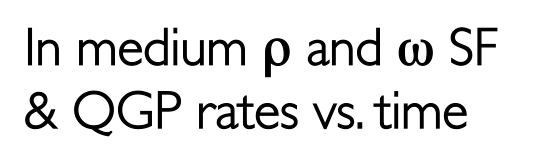 In medium ρ and ω SF
& QGP rates vs. time